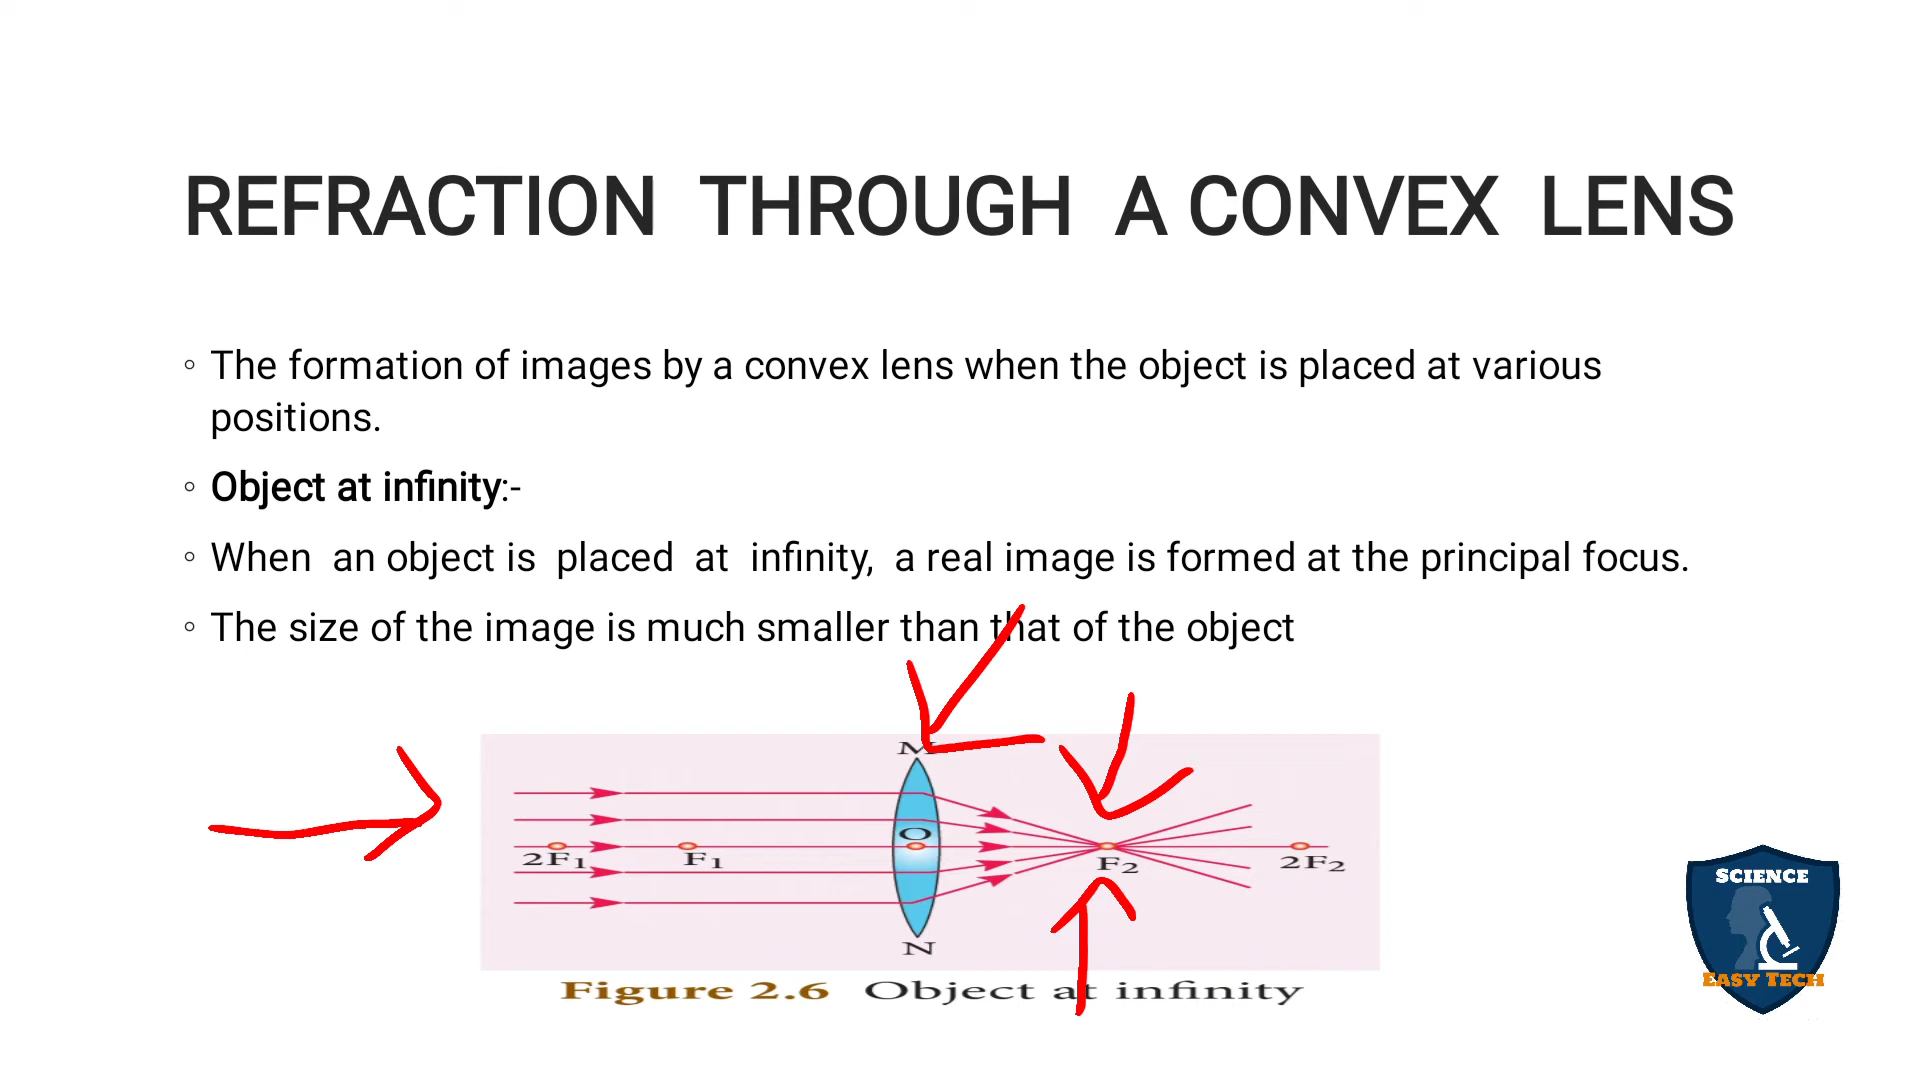 REFRACTION THROUGH A CONVEX LENS
◦ The formation of images by a convex lens when the object is placed at various
positions.
◦ Object at infinity:-
◦ When an object is placed at infinity, a real image is formed at the principal focus.
◦ The size of the image is much smaller than that of the object
M
O
2F1 F1 F2 2F2
N
Figure 2.6 Object at infinity
SCIENCE
EASY TECH